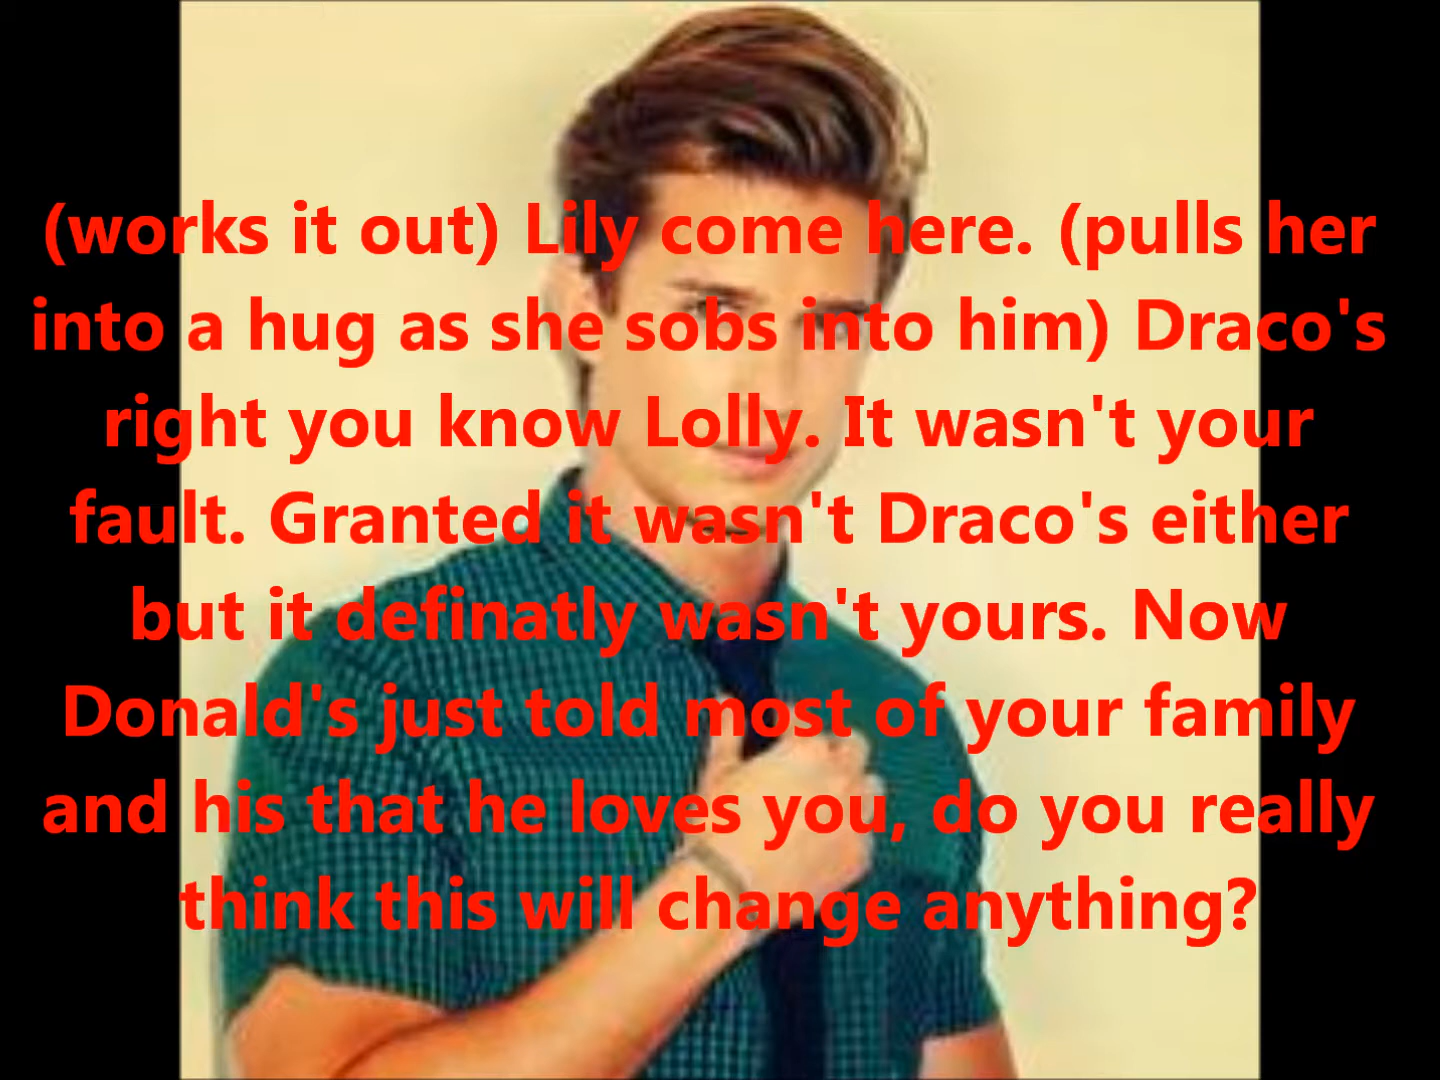 (works it out) Lily come here. (pulls her
into a hug as she sobs into him) Draco's
right you know Lolly. It wasn't your
fault. Granted it wasn't Draco's either
but it definatly wasn't yours. Now
Donald's just told most of your family
and his that he loves you, do you really
think this will change anything?